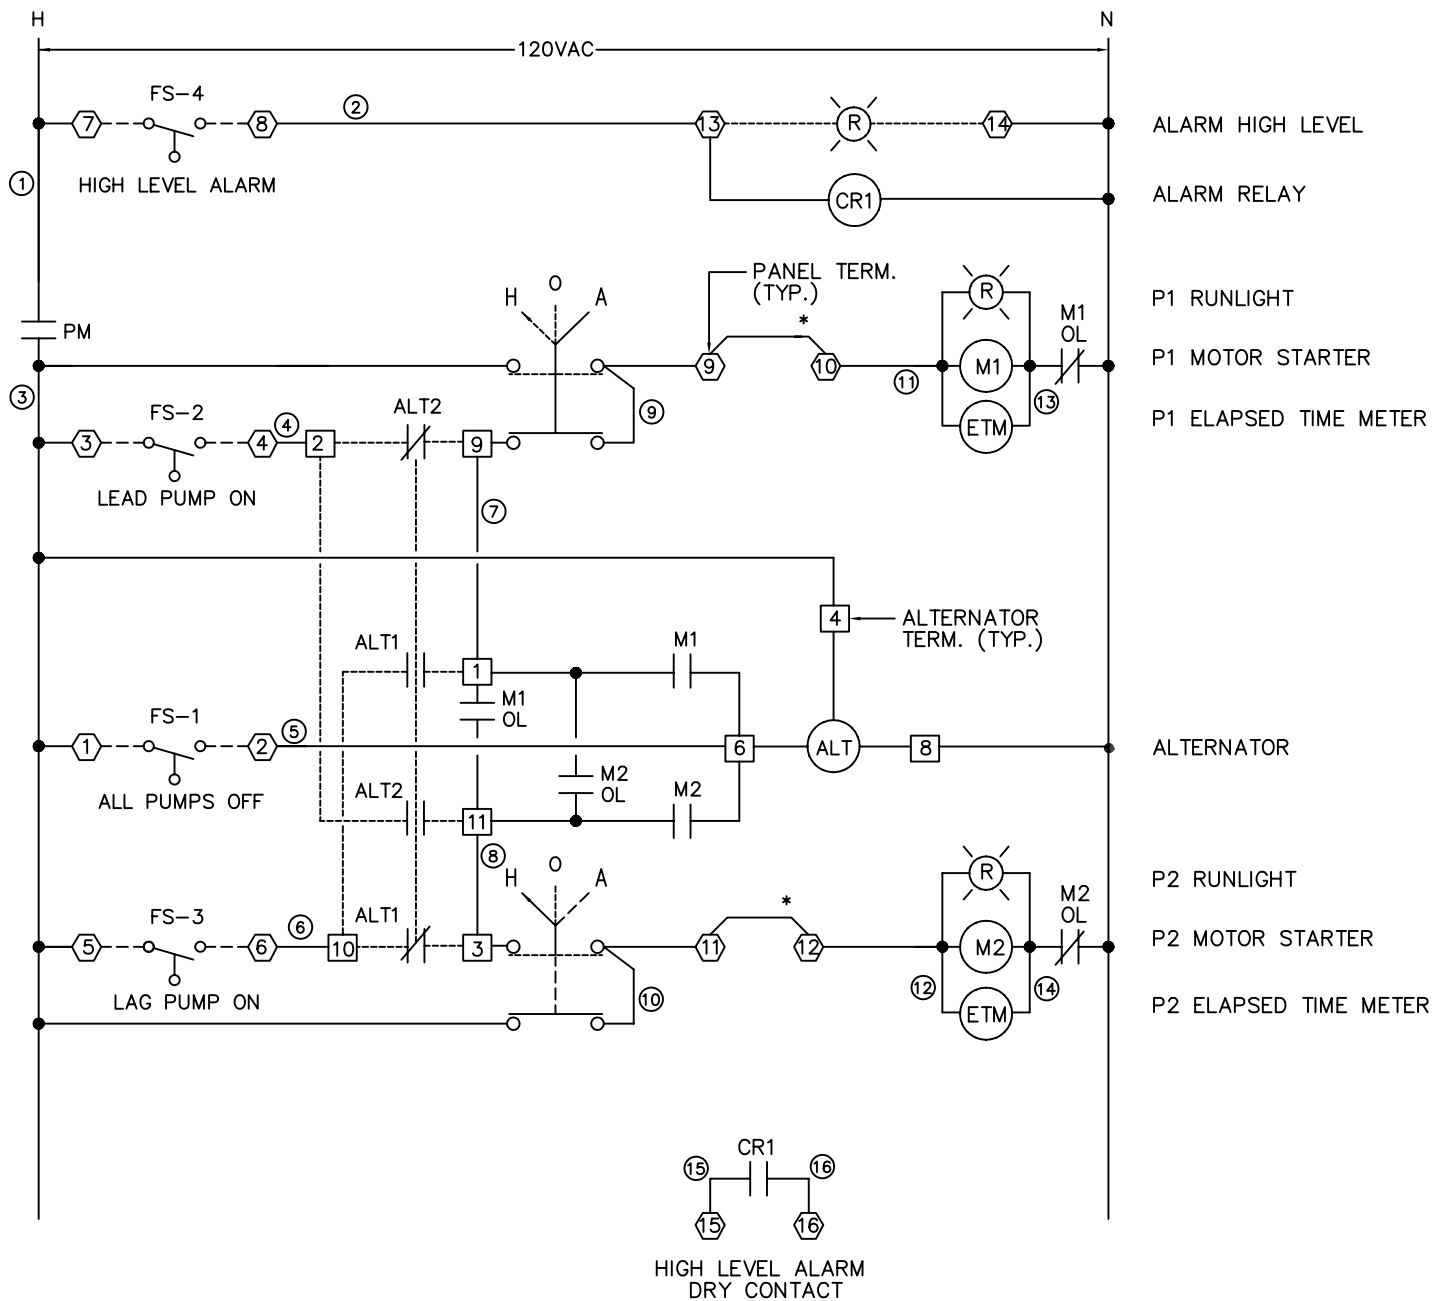 H
N
120VAC
FS-4
2
7
8
13
R
14
ALARM HIGH LEVEL
1
HIGH LEVEL ALARM
CR1
ALARM RELAY
PANEL TERM.
(TYP.)
H
O
A
*
R
P1 RUNLIGHT
PM
M1
OL
9
10
11
M1
P1 MOTOR STARTER
3
FS-2
ALT2
9
13
3
4
4
2
9
ETM
P1 ELAPSED TIME METER
LEAD PUMP ON
7
4
ALTERNATOR
TERM. (TYP.)
ALT1
M1
1
M1
OL
FS-1
5
1
2
6
ALT
8
ALTERNATOR
M2
OL
ALL PUMPS OFF
ALT2
M2
11
8
H
O
A
R
P2 RUNLIGHT
*
M2
OL
FS-3
6
ALT1
5
6
10
3
11
12
M2
P2 MOTOR STARTER
LAG PUMP ON
10
12
14
ETM
P2 ELAPSED TIME METER
CR1
15
16
15
16
HIGH LEVEL ALARM
DRY CONTACT